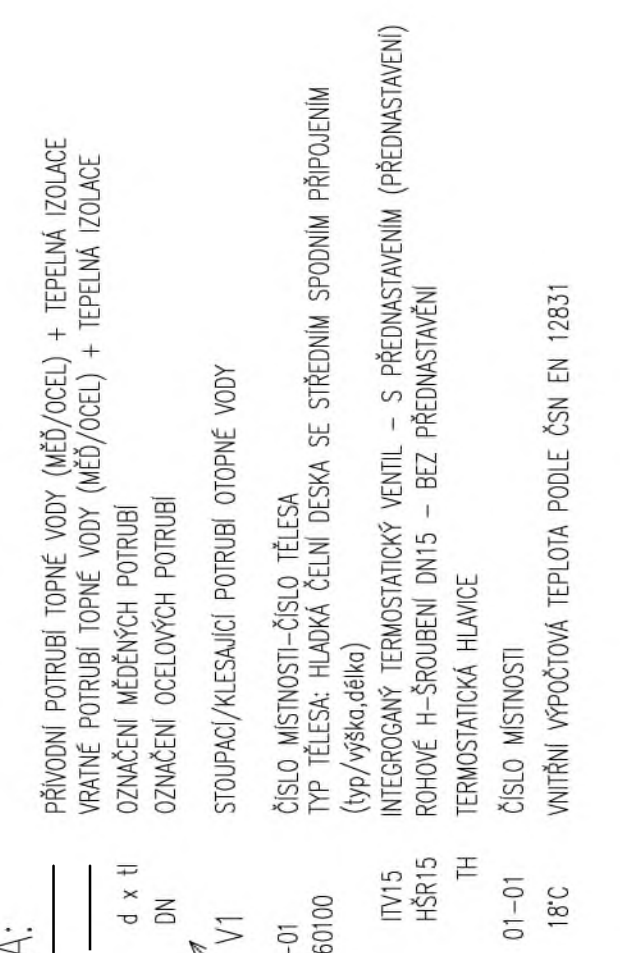 A:
PŘÍVODNÍ POTRUBÍ TOPNÉ VODY (MĚĎ/OCEL) + TEPELNÁ IZOLACE
VRATNÉ POTRUBÍ TOPNÉ VODY (MĚĎ/OCEL) + TEPELNÁ IZOLACE
d x tl OZNAČENÍ MĚDĚNÝCH POTRUBÍ
DN OZNAČENÍ OCELOVÝCH POTRUBÍ
V1 STOUPACÍ/KLESAJÍCÍ POTRUBÍ OTOPNÉ VODY
-01 ČÍSLO MÍSTNOSTI-ČÍSLO TĚLESA
60100 TYP TĚLESA: HLADKÁ ČELNÍ DESKA SE STŘEDNÍM SPODNÍM PŘIPOJENÍM
(typ/výška,délka)
ITV15 INTEGROGANÝ TERMOSTATICKÝ VENTIL - S PŘEDNASTAVENÍM (PŘEDNASTAVENÍ)
HŠR15 ROHOVÉ H-ŠROUBENÍ DN15 - BEZ PŘEDNASTAVĚNÍ
TH TERMOSTATICKÁ HLAVICE
01-01 ČÍSLO MÍSTNOSTI
18°C VNITŘNÍ VÝPOČTOVÁ TEPLOTA PODLE ČSN EN 12831